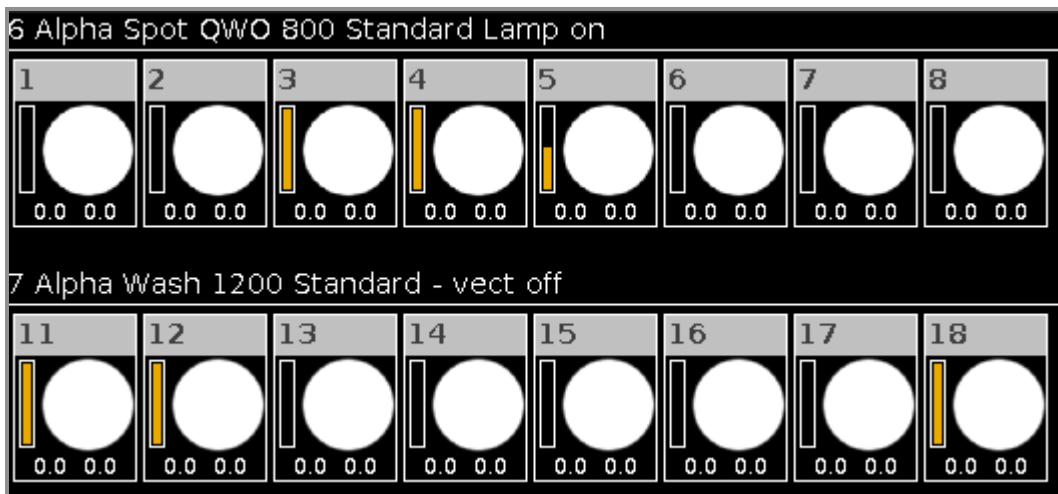 6 Alpha Spot QWO 800 Standard Lamp on
1 2 3 4 5 6 7 8
0.0 0.0 0.0 0.0 0.0 0.0 0.0 0.0 0.0 0.0 0.0 0.0 0.0 0.0 0.0 0.0
7 Alpha Wash 1200 Standard - vect off
11 12 13 14 15 16 17 18
0.0 0.0 0.0 0.0 0.0 0.0 0.0 0.0 0.0 0.0 0.0 0.0 0.0 0.0 0.0 0.0